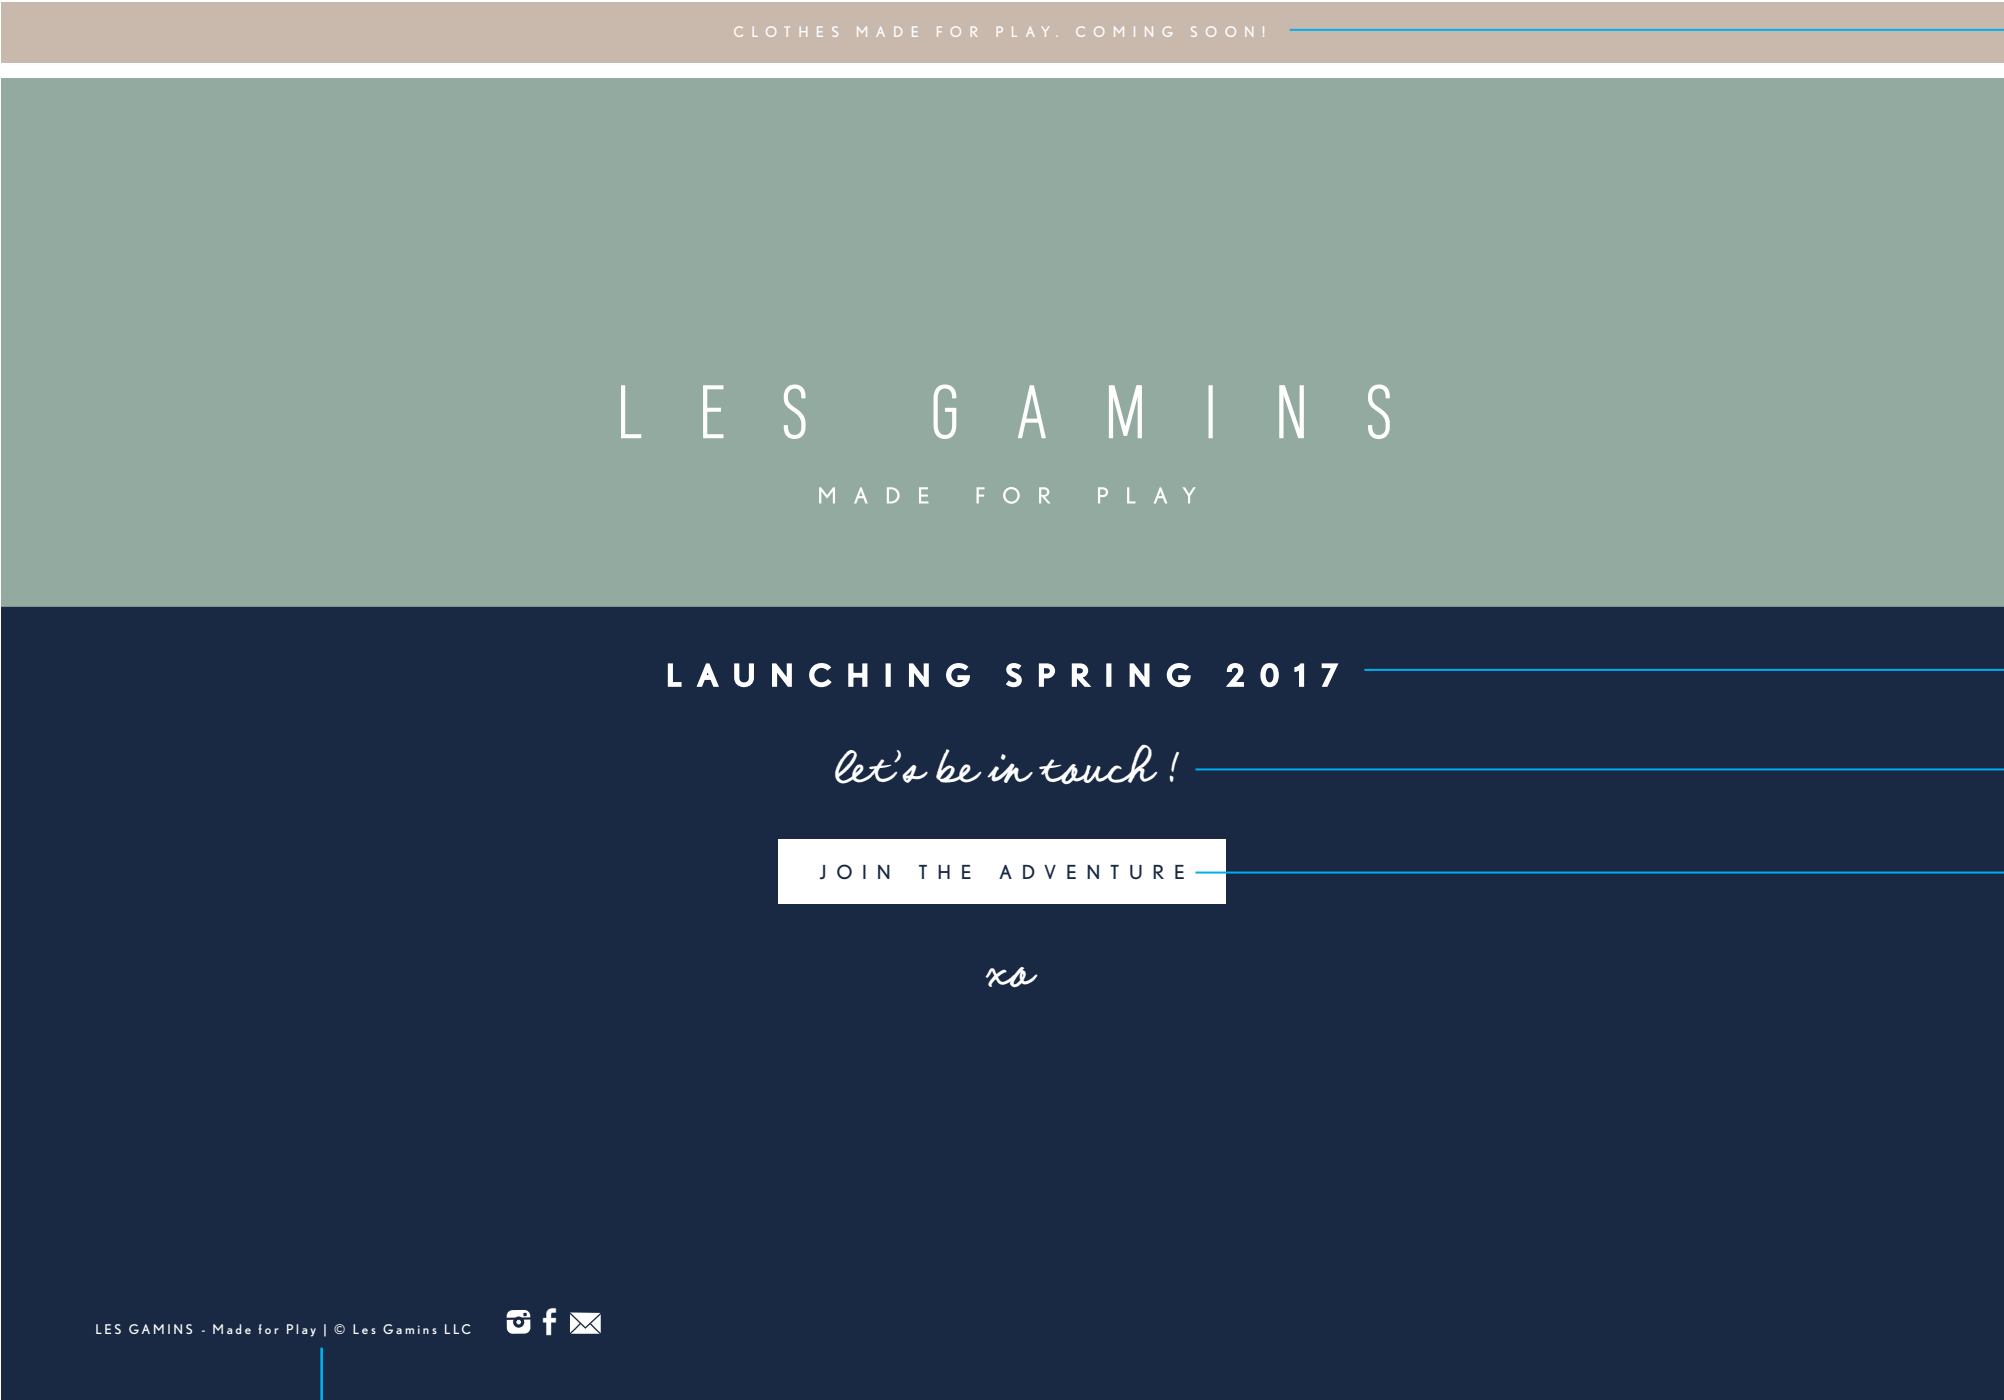 CLOTHES MADE FOR PLAY. COMING SOON!
LES GAMINS
MADE FOR PLAY
LAUNCHING SPRING 2017
let's be in touch !
JOIN THE ADVENTURE
xo
LES GAMINS - Made for Play | © Les Gamins LLC